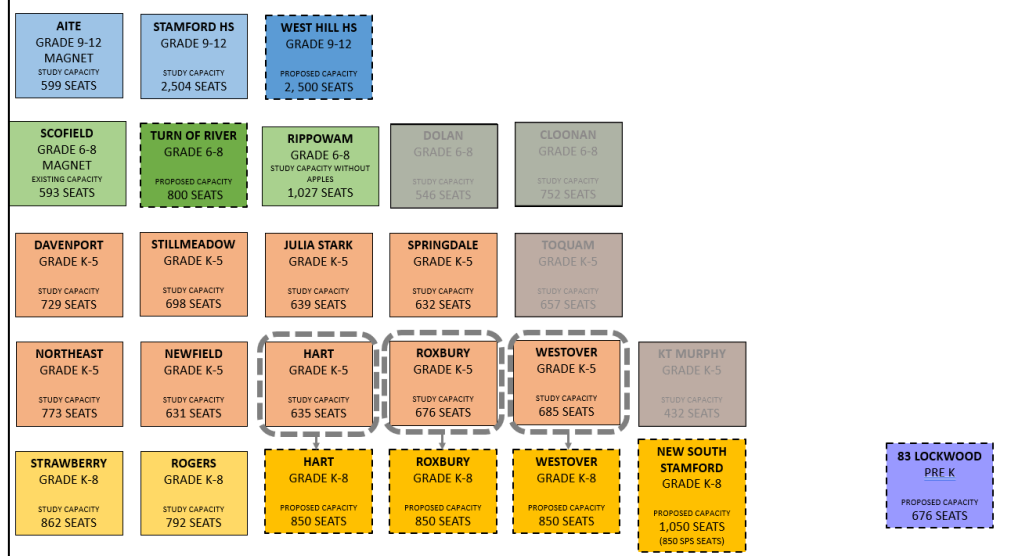 AITE
GRADE 9-12
MAGNET
STUDY CAPACITY
599 SEATS
STAMFORD HS
GRADE 9-12
STUDY CAPACITY
2,504 SEATS
WEST HILL HS
GRADE 9-12
PROPOSED CAPACITY
2, 500 SEATS
SCOFIELD
GRADE 6-8
MAGNET
EXISTING CAPACITY
593 SEATS
TURN OF RIVER
GRADE 6-8
PROPOSED CAPACITY
800 SEATS
RIPPOWAM
GRADE 6-8
STUDY CAPACITY WITHOUT
APPLES
1,027 SEATS
DOLAN
GRADE 6-8
STUDY CAPACITY
546 SEATS
CLOONAN
GRADE 6-8
STUDY CAPACITY
752 SEATS
DAVENPORT
GRADE K-5
STUDY CAPACITY
729 SEATS
STILLMEADOW
GRADE K-5
STUDY CAPACITY
698 SEATS
JULIA STARK
GRADE K-5
STUDY CAPACITY
639 SEATS
SPRINGDALE
GRADE K-5
STUDY CAPACITY
632 SEATS
TOQUAM
GRADE K-5
STUDY CAPACITY
657 SEATS
NORTHEAST
GRADE K-5
STUDY CAPACITY
773 SEATS
NEWFIELD
GRADE K-5
STUDY CAPACITY
631 SEATS
HART
GRADE K-5
STUDY CAPACITY
635 SEATS
ROXBURY
GRADE K-5
STUDY CAPACITY
676 SEATS
WESTOVER
GRADE K-5
STUDY CAPACITY
685 SEATS
KT MURPHY
GRADE K-5
STUDY CAPACITY
432 SEATS
STRAWBERRY
GRADE K-8
STUDY CAPACITY
862 SEATS
ROGERS
GRADE K-8
STUDY CAPACITY
792 SEATS
HART
GRADE K-8
PROPOSED CAPACITY
850 SEATS
ROXBURY
GRADE K-8
PROPOSED CAPACITY
850 SEATS
WESTOVER
GRADE K-8
PROPOSED CAPACITY
850 SEATS
NEW SOUTH
STAMFORD
GRADE K-8
PROPOSED CAPACITY
1,050 SEATS
(850 SPS SEATS)
83 LOCKWOOD
PRE K
PROPOSED CAPACITY
676 SEATS